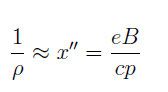 1/ρ ≈ x″ = eB/cp